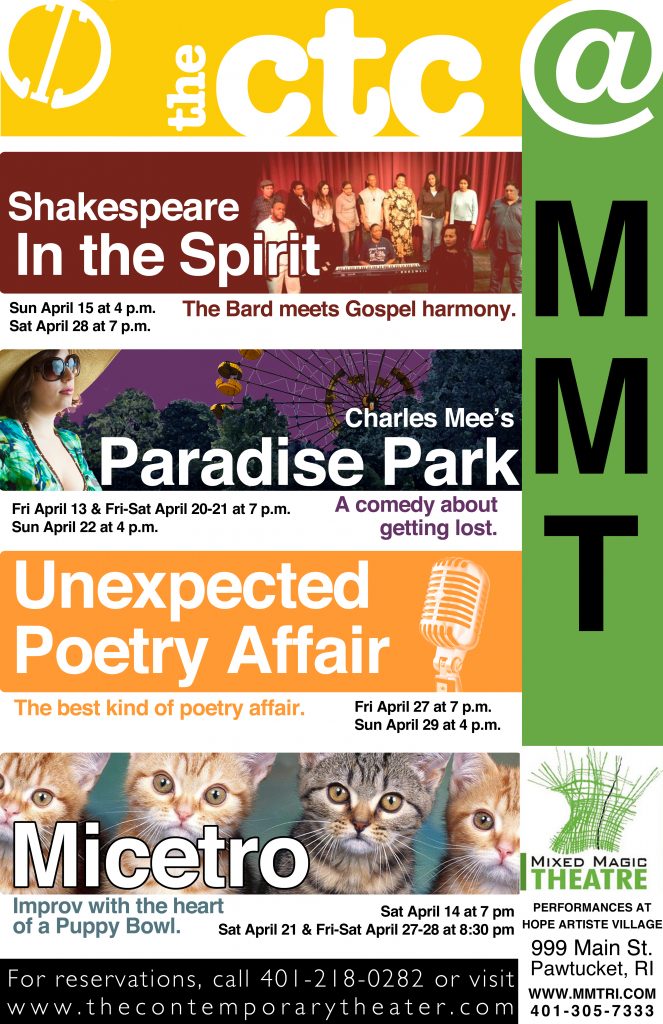 the ctc @
MMT
Shakespeare
In the Spirit
Sun April 15 at 4 p.m.
Sat April 28 at 7 p.m.
The Bard meets Gospel harmony.
Charles Mee's
Paradise Park
Fri April 13 & Fri-Sat April 20-21 at 7 p.m.
Sun April 22 at 4 p.m.
A comedy about
getting lost.
Unexpected
Poetry Affair
The best kind of poetry affair.
Fri April 27 at 7 p.m.
Sun April 29 at 4 p.m.
Micetro
Improv with the heart
of a Puppy Bowl.
Sat April 14 at 7 pm
Sat April 21 & Fri-Sat April 27-28 at 8:30 pm
MIXED MAGIC
THEATRE
PERFORMANCES AT
HOPE ARTISTE VILLAGE
999 Main St.
Pawtucket, RI
WWW.MMTRI.COM
401-305-7333
For reservations, call 401-218-0282 or visit
www.thecontemporarytheater.com